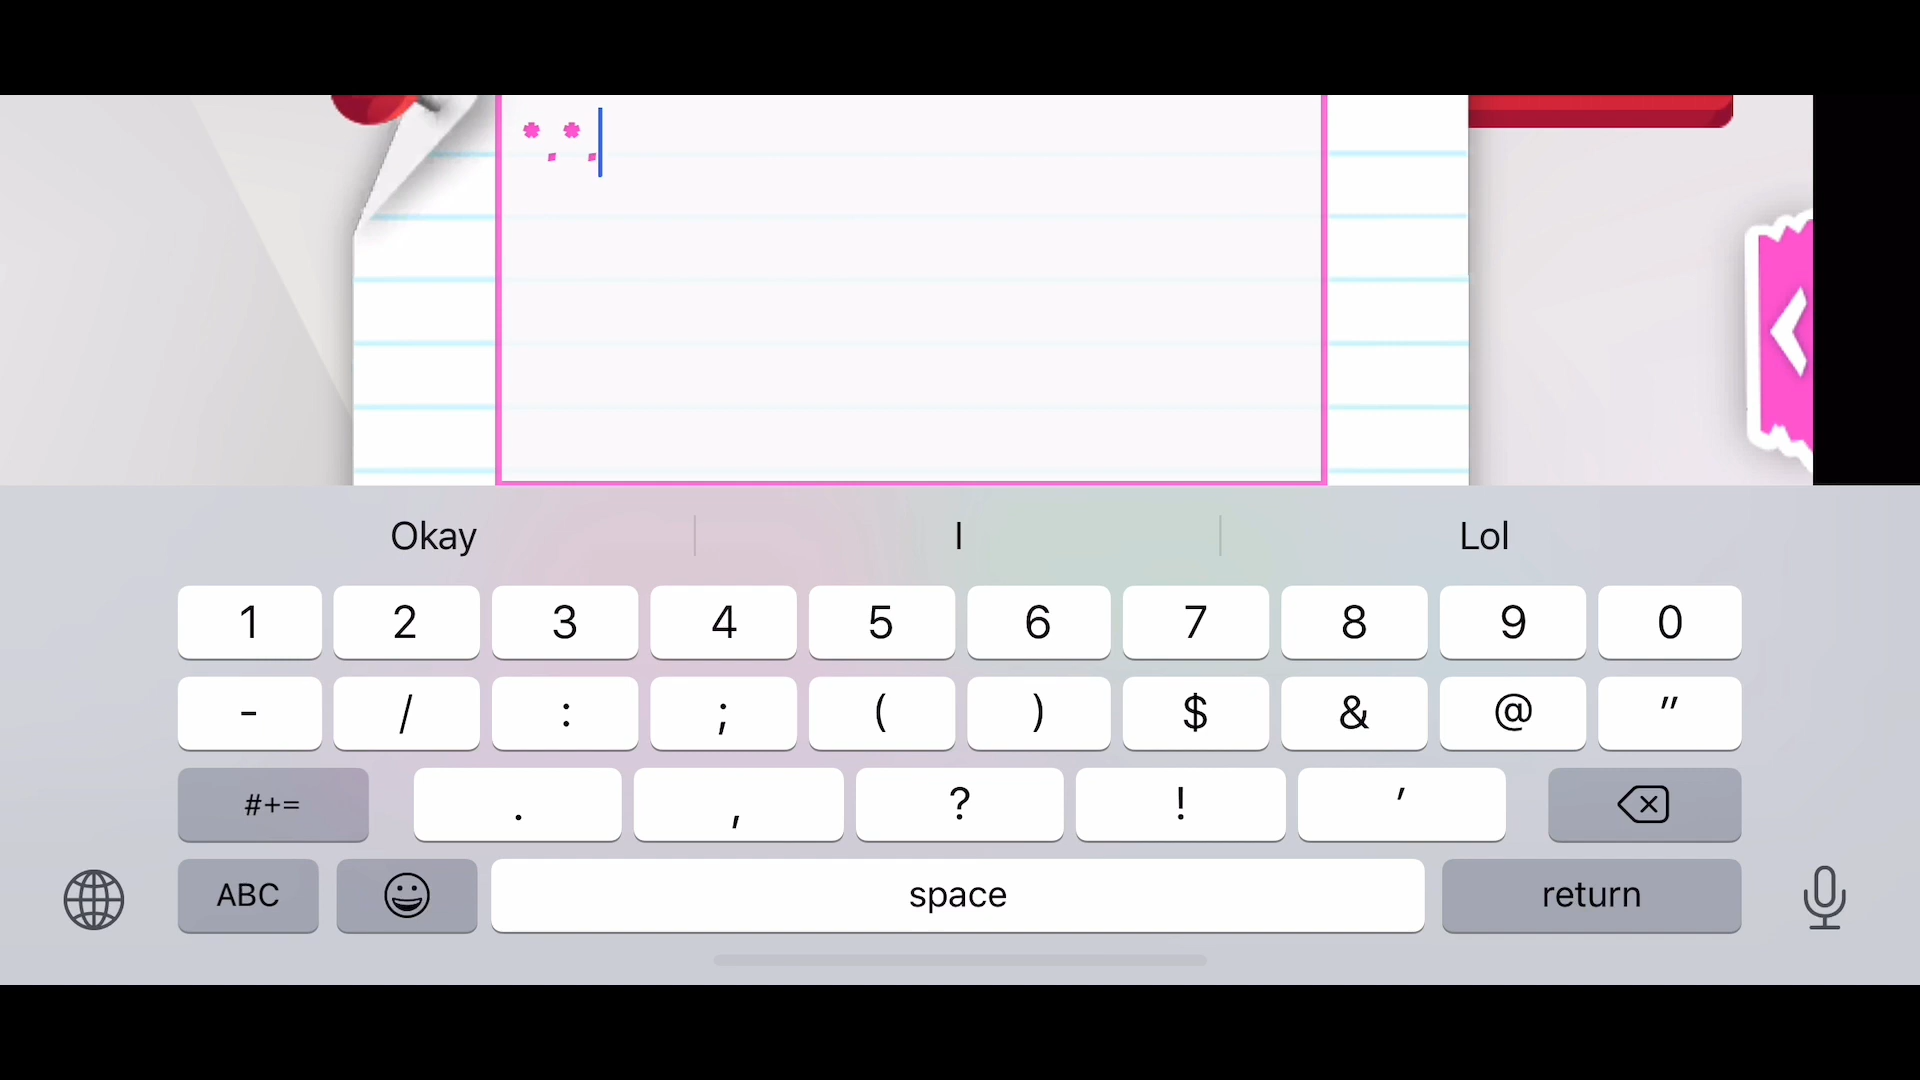 *.*.
Okay I Lol
1 2 3 4 5 6 7 8 9 0
- / : ; ( ) $ & @ "
#+= . , ? ! '
ABC space return